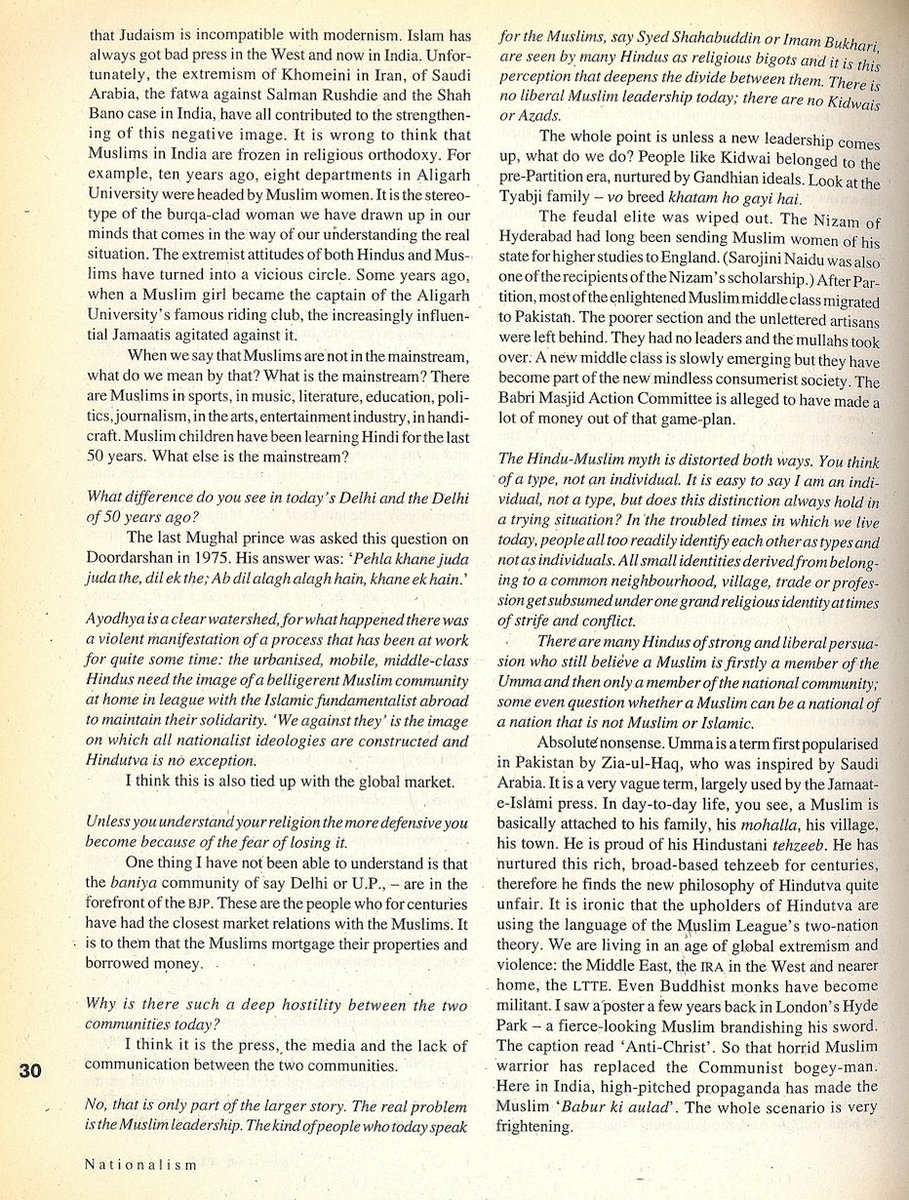 that Judaism is incompatible with modernism. Islam has
always got bad press in the West and now in India. Unfor-
tunately, the extremism of Khomeini in Iran, of Saudi
Arabia, the fatwa against Salman Rushdie and the Shah
Bano case in India, have all contributed to the strengthen-
ing of this negative image. It is wrong to think that
Muslims in India are frozen in religious orthodoxy. For
example, ten years ago, eight departments in Aligarh
University were headed by Muslim women. It is the stereo-
type of the burqa-clad woman we have drawn up in our
minds that comes in the way of our understanding the real
situation. The extremist attitudes of both Hindus and Mus-
lims have turned into a vicious circle. Some years ago,
when a Muslim girl became the captain of the Aligarh
University's famous riding club, the increasingly influen-
tial Jamaatis agitated against it.
When we say that Muslims are not in the mainstream,
what do we mean by that? What is the mainstream? There
are Muslims in sports, in music, literature, education, poli-
tics, journalism, in the arts, entertainment industry, in handi-
craft. Muslim children have been learning Hindi for the last
50 years. What else is the mainstream?
What difference do you see in today's Delhi and the Delhi
of 50 years ago?
The last Mughal prince was asked this question on
Doordarshan in 1975. His answer was: 'Pehla khane juda
juda the, dil ek the; Ab dil alagh alagh hain, khane ek hain.'
Ayodhya is a clear watershed, for what happened there was
a violent manifestation of a process that has been at work
for quite some time: the urbanised, mobile, middle-class
Hindus need the image of a belligerent Muslim community
at home in league with the Islamic fundamentalist abroad
to maintain their solidarity. 'We against they' is the image
on which all nationalist ideologies are constructed and
Hindutva is no exception.
I think this is also tied up with the global market.
Unless you understand your religion the more defensive you
become because of the fear of losing it.
One thing I have not been able to understand is that
the baniya community of say Delhi or U.P., – are in the
forefront of the BJP. These are the people who for centuries
have had the closest market relations with the Muslims. It
is to them that the Muslims mortgage their properties and
borrowed money.
Why is there such a deep hostility between the two
communities today?
I think it is the press, the media and the lack of
communication between the two communities.
No, that is only part of the larger story. The real problem
is the Muslim leadership. The kind of people who today speak
for the Muslims, say Syed Shahabuddin or Imam Bukhari,
are seen by many Hindus as religious bigots and it is this
perception that deepens the divide between them. There is
no liberal Muslim leadership today; there are no Kidwais
or Azads.
The whole point is unless a new leadership comes
up, what do we do? People like Kidwai belonged to the
pre-Partition era, nurtured by Gandhian ideals. Look at the
Tyabji family – vo breed khatam ho gayi hai.
The feudal elite was wiped out. The Nizam of
Hyderabad had long been sending Muslim women of his
state for higher studies to England. (Sarojini Naidu was also
one of the recipients of the Nizam's scholarship.) After Par-
tition, most of the enlightened Muslim middle class migrated
to Pakistan. The poorer section and the unlettered artisans
were left behind. They had no leaders and the mullahs took
over. A new middle class is slowly emerging but they have
become part of the new mindless consumerist society. The
Babri Masjid Action Committee is alleged to have made a
lot of money out of that game-plan.
The Hindu-Muslim myth is distorted both ways. You think
of a type, not an individual. It is easy to say I am an indi-
vidual, not a type, but does this distinction always hold in
a trying situation? In the troubled times in which we live
today, people all too readily identify each other as types and
not as individuals. All small identities derived from belong-
ing to a common neighbourhood, village, trade or profes-
sion get subsumed under one grand religious identity at times
of strife and conflict.
There are many Hindus of strong and liberal persua-
sion who still believe a Muslim is firstly a member of the
Umma and then only a member of the national community;
some even question whether a Muslim can be a national of
a nation that is not Muslim or Islamic.
Absolute nonsense. Umma is a term first popularised
in Pakistan by Zia-ul-Haq, who was inspired by Saudi
Arabia. It is a very vague term, largely used by the Jamaat-
e-Islami press. In day-to-day life, you see, a Muslim is
basically attached to his family, his mohalla, his village,
his town. He is proud of his Hindustani tehzeeb. He has
nurtured this rich, broad-based tehzeeb for centuries,
therefore he finds the new philosophy of Hindutva quite
unfair. It is ironic that the upholders of Hindutva are
using the language of the Muslim League's two-nation
theory. We are living in an age of global extremism and
violence: the Middle East, the IRA in the West and nearer
home, the LTTE. Even Buddhist monks have become
militant. I saw a poster a few years back in London's Hyde
Park – a fierce-looking Muslim brandishing his sword.
The caption read 'Anti-Christ'. So that horrid Muslim
warrior has replaced the Communist bogey-man.
Here in India, high-pitched propaganda has made the
Muslim 'Babur ki aulad'. The whole scenario is very
frightening.
30
Nationalism